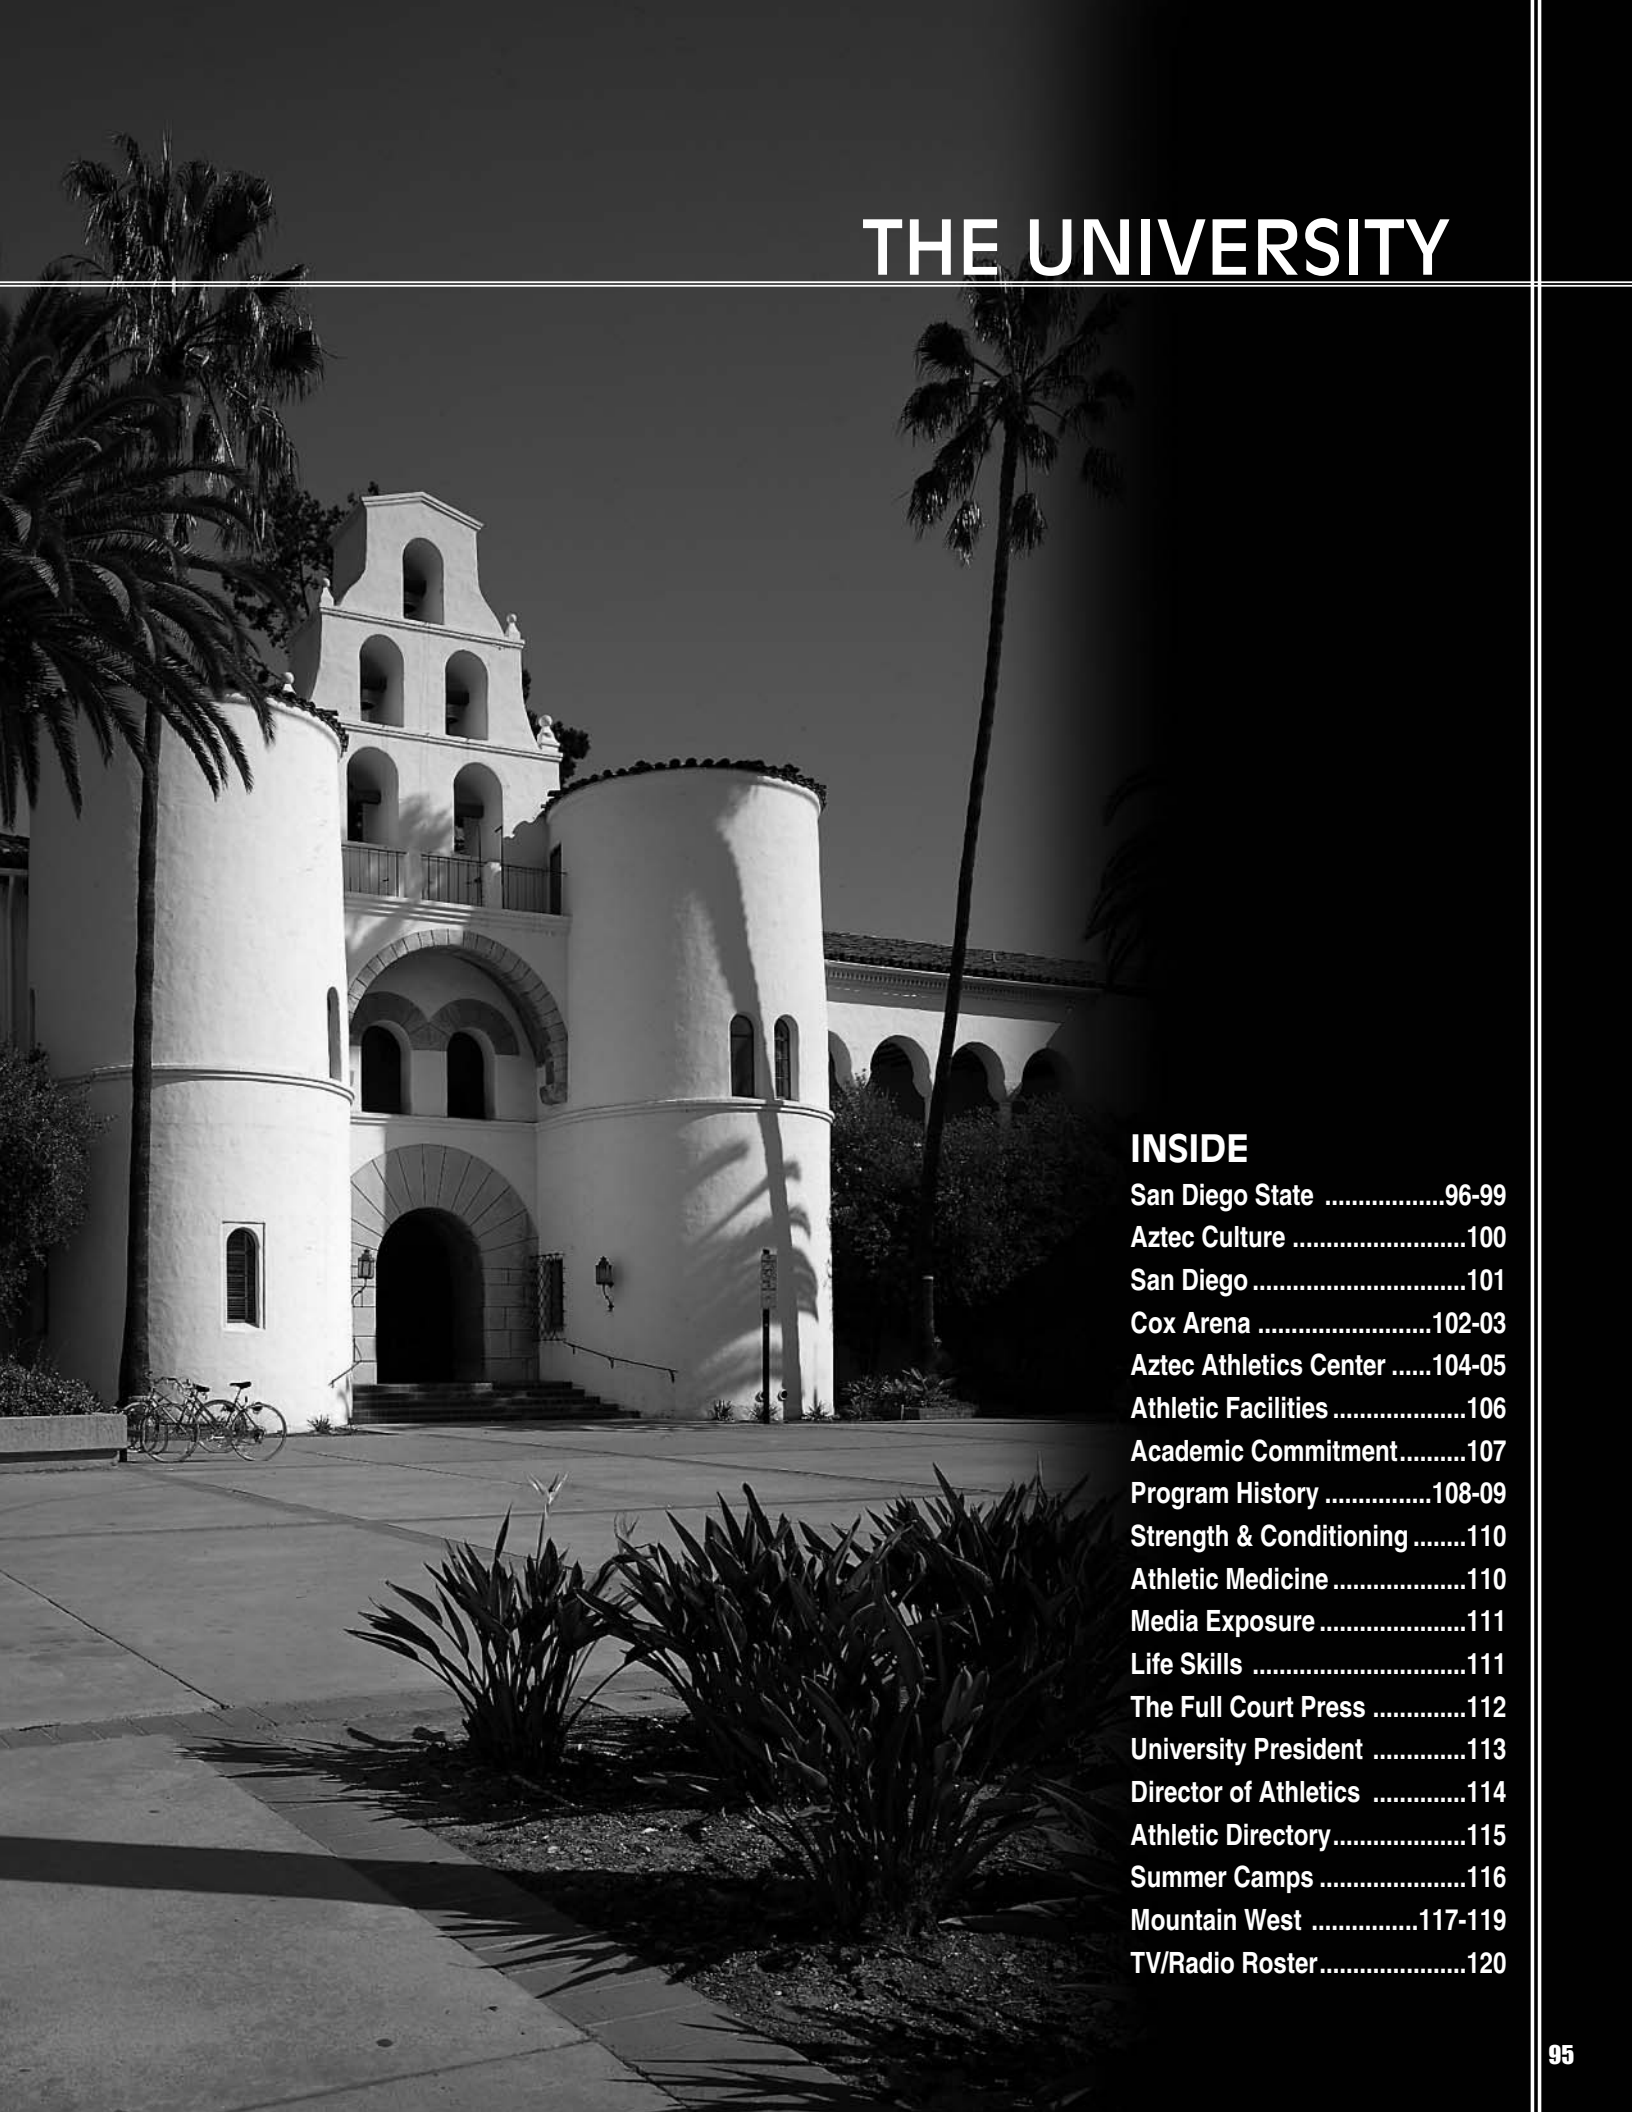 THE UNIVERSITY
INSIDE
San Diego State ..................96-99
Aztec Culture ..........................100
San Diego ................................101
Cox Arena ..........................102-03
Aztec Athletics Center ......104-05
Athletic Facilities ....................106
Academic Commitment..........107
Program History ................108-09
Strength & Conditioning ........110
Athletic Medicine ....................110
Media Exposure ......................111
Life Skills ................................111
The Full Court Press ..............112
University President ..............113
Director of Athletics ..............114
Athletic Directory....................115
Summer Camps ......................116
Mountain West ................117-119
TV/Radio Roster......................120
95